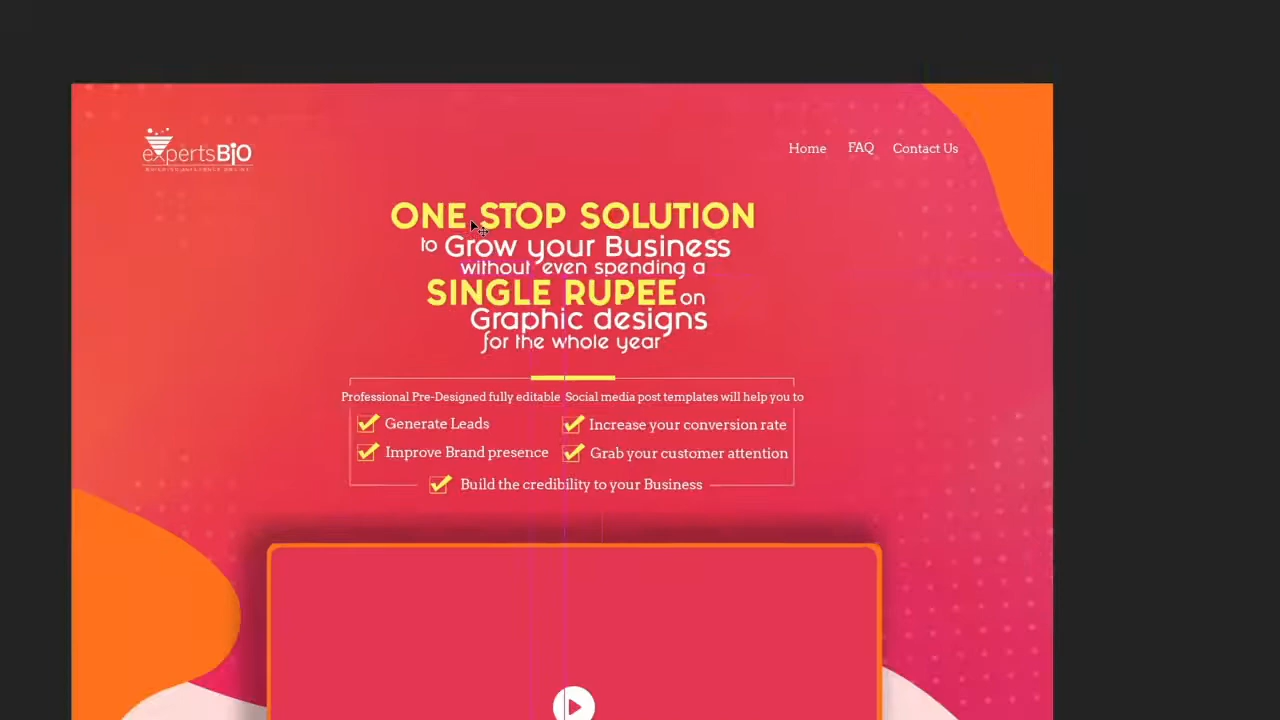 expertsBIO
Home FAQ Contact Us
ONE STOP SOLUTION
to Grow your Business
without even spending a
SINGLE RUPEE on
Graphic designs
for the whole year
Professional Pre-Designed fully editable Social media post templates will help you to
Generate Leads
Increase your conversion rate
Improve Brand presence
Grab your customer attention
Build the credibility to your Business